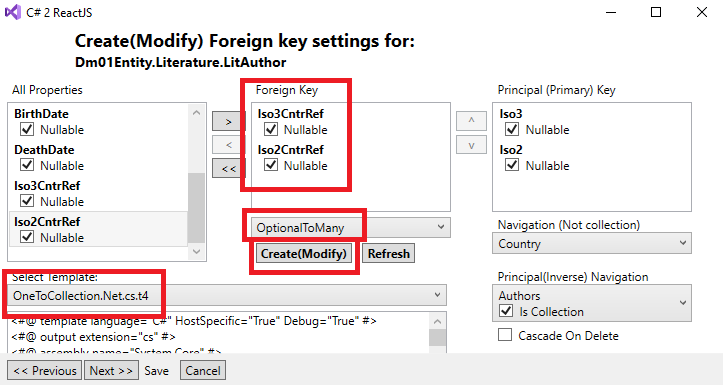 C# 2 ReactJS
Create(Modify) Foreign key settings for:
Dm01Entity.Literature.LitAuthor
All Properties
BirthDate
Nullable
DeathDate
Nullable
Iso3CntrRef
Nullable
Iso2CntrRef
Nullable
>
<
<<
Foreign Key
Iso3CntrRef
Nullable
Iso2CntrRef
Nullable
^
v
Principal (Primary) Key
Iso3
Nullable
Iso2
Nullable
OptionalToMany
Create(Modify) Refresh
Navigation (Not collection)
Country
Select Template:
OneToCollection.Net.cs.t4
Principal(Inverse) Navigation
Authors
Is Collection
Cascade On Delete
<#@ template language="C#" HostSpecific="True" Debug="True" #>
<#@ output extension="cs" #>
<#@ assembly name="System.Core" #>
<< Previous Next >> Save Cancel